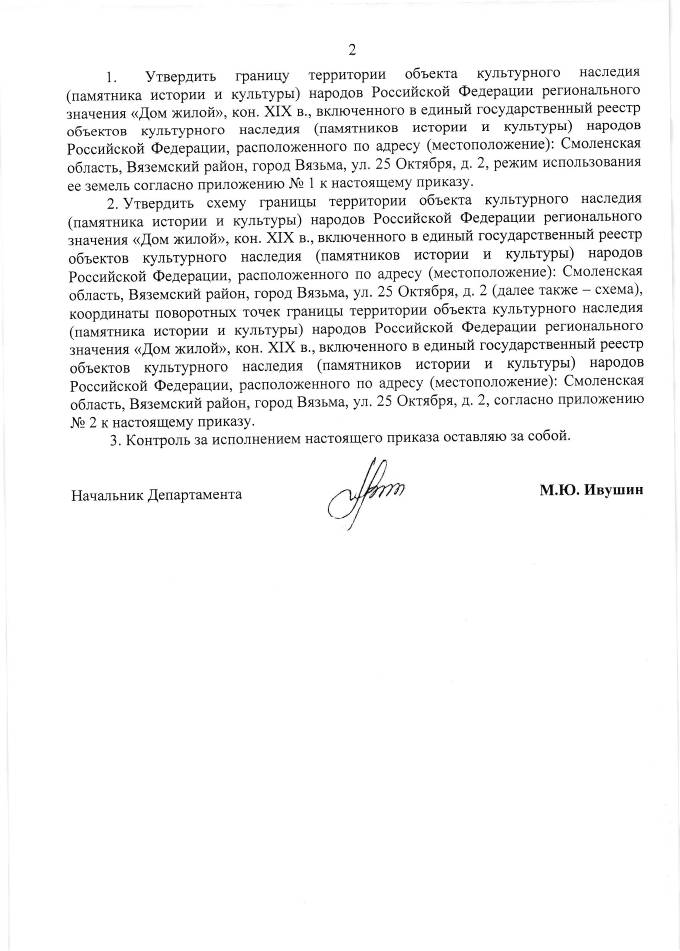 2
1. Утвердить границу территории объекта культурного наследия
(памятника истории и культуры) народов Российской Федерации регионального
значения «Дом жилой», кон. XIX в., включенного в единый государственный реестр
объектов культурного наследия (памятников истории и культуры) народов
Российской Федерации, расположенного по адресу (местоположение): Смоленская
область, Вяземский район, город Вязьма, ул. 25 Октября, д. 2, режим использования
ее земель согласно приложению № 1 к настоящему приказу.
2. Утвердить схему границы территории объекта культурного наследия
(памятника истории и культуры) народов Российской Федерации регионального
значения «Дом жилой», кон. XIX в., включенного в единый государственный реестр
объектов культурного наследия (памятников истории и культуры) народов
Российской Федерации, расположенного по адресу (местоположение): Смоленская
область, Вяземский район, город Вязьма, ул. 25 Октября, д. 2 (далее также – схема),
координаты поворотных точек границы территории объекта культурного наследия
(памятника истории и культуры) народов Российской Федерации регионального
значения «Дом жилой», кон. XIX в., включенного в единый государственный реестр
объектов культурного наследия (памятников истории и культуры) народов
Российской Федерации, расположенного по адресу (местоположение): Смоленская
область, Вяземский район, город Вязьма, ул. 25 Октября, д. 2, согласно приложению
№ 2 к настоящему приказу.
3. Контроль за исполнением настоящего приказа оставляю за собой.
Начальник Департамента М.Ю. Ивушин